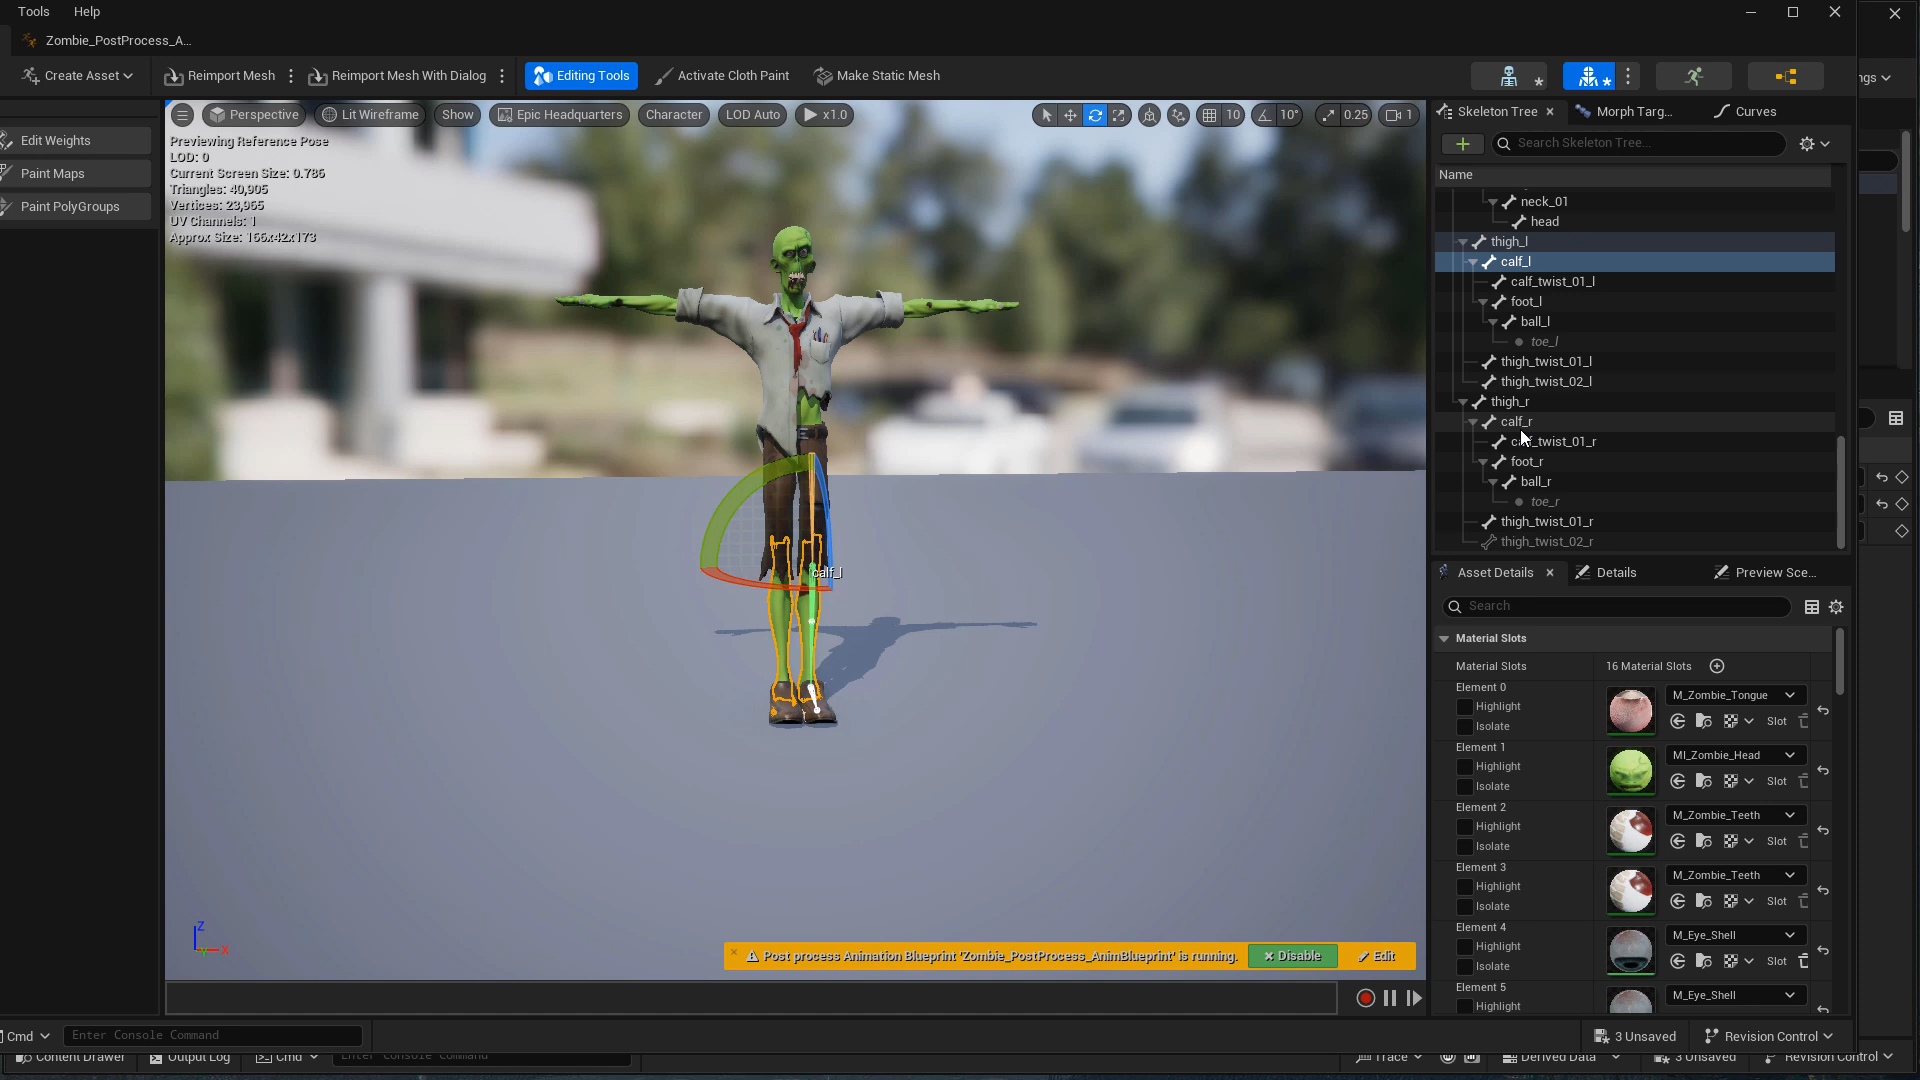 Tools Help
Zombie_PostProcess_A...
Create Asset Reimport Mesh Reimport Mesh With Dialog Editing Tools Activate Cloth Paint Make Static Mesh
ngs
Edit Weights
Paint Maps
Paint PolyGroups
Perspective Lit Wireframe Show Epic Headquarters Character LOD Auto x1.0 10 10° 0.25 1
Previewing Reference Pose
LOD: 0
Current Screen Size: 0.786
Triangles: 40,905
Vertices: 23,965
UV Channels: 1
Approx Size: 166x42x173
calf_l
Z
X
Post process Animation Blueprint 'Zombie_PostProcess_AnimBlueprint' is running. Disable Edit
Skeleton Tree Morph Targ... Curves
Search Skeleton Tree...
Name
neck_01
head
thigh_l
calf_l
calf_twist_01_l
foot_l
ball_l
toe_l
thigh_twist_01_l
thigh_twist_02_l
thigh_r
calf_r
calf_twist_01_r
foot_r
ball_r
toe_r
thigh_twist_01_r
thigh_twist_02_r
Asset Details Details Preview Sce...
Search
Material Slots
Material Slots 16 Material Slots
Element 0 M_Zombie_Tongue
Highlight
Isolate Slot
Element 1 MI_Zombie_Head
Highlight
Isolate Slot
Element 2 M_Zombie_Teeth
Highlight
Isolate Slot
Element 3 M_Zombie_Teeth
Highlight
Isolate Slot
Element 4 M_Eye_Shell
Highlight
Isolate Slot
Element 5 M_Eye_Shell
Highlight
Cmd Enter Console Command 3 Unsaved Revision Control
Content Drawer Output Log Cmd Enter Console Command Trace Derived Data 3 Unsaved Revision Control